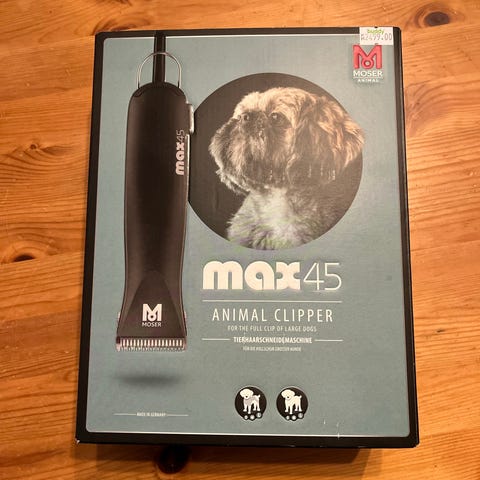 buddy
R2499.00
MOSER
ANIMAL
max45
max45
ANIMAL CLIPPER
FOR THE FULL CLIP OF LARGE DOGS
TIERHAARSCHNEIDEMASCHINE
FÜR DIE VOLLSCHUR GROSSER HUNDE
MOSER
MADE IN GERMANY